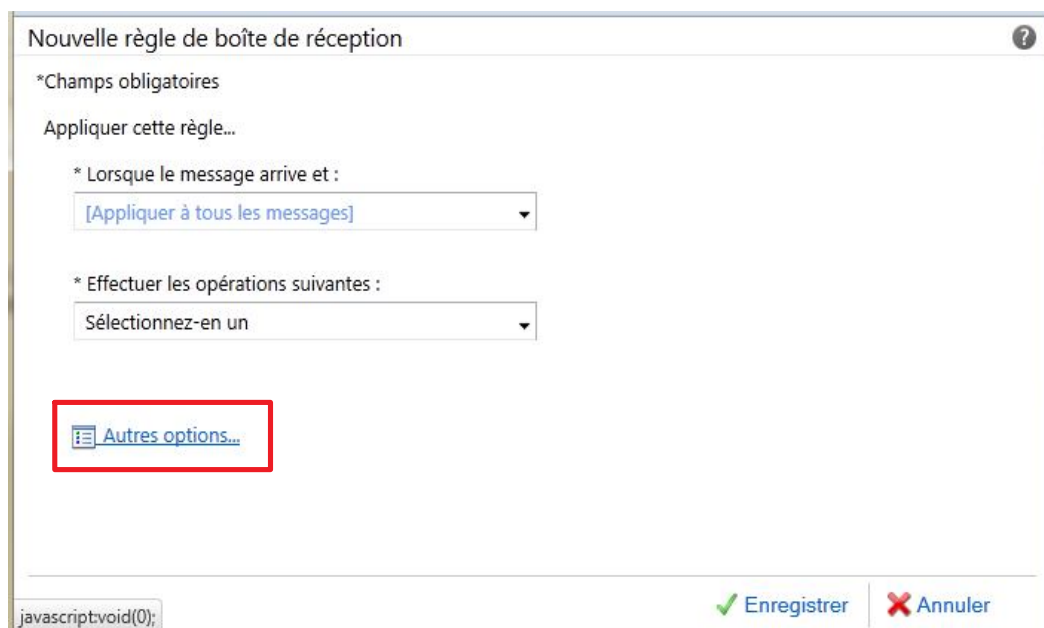 Nouvelle règle de boîte de réception
*Champs obligatoires
Appliquer cette règle...
* Lorsque le message arrive et :
[Appliquer à tous les messages]
* Effectuer les opérations suivantes :
Sélectionnez-en un
Autres options...
javascript:void(0);
Enregistrer
Annuler